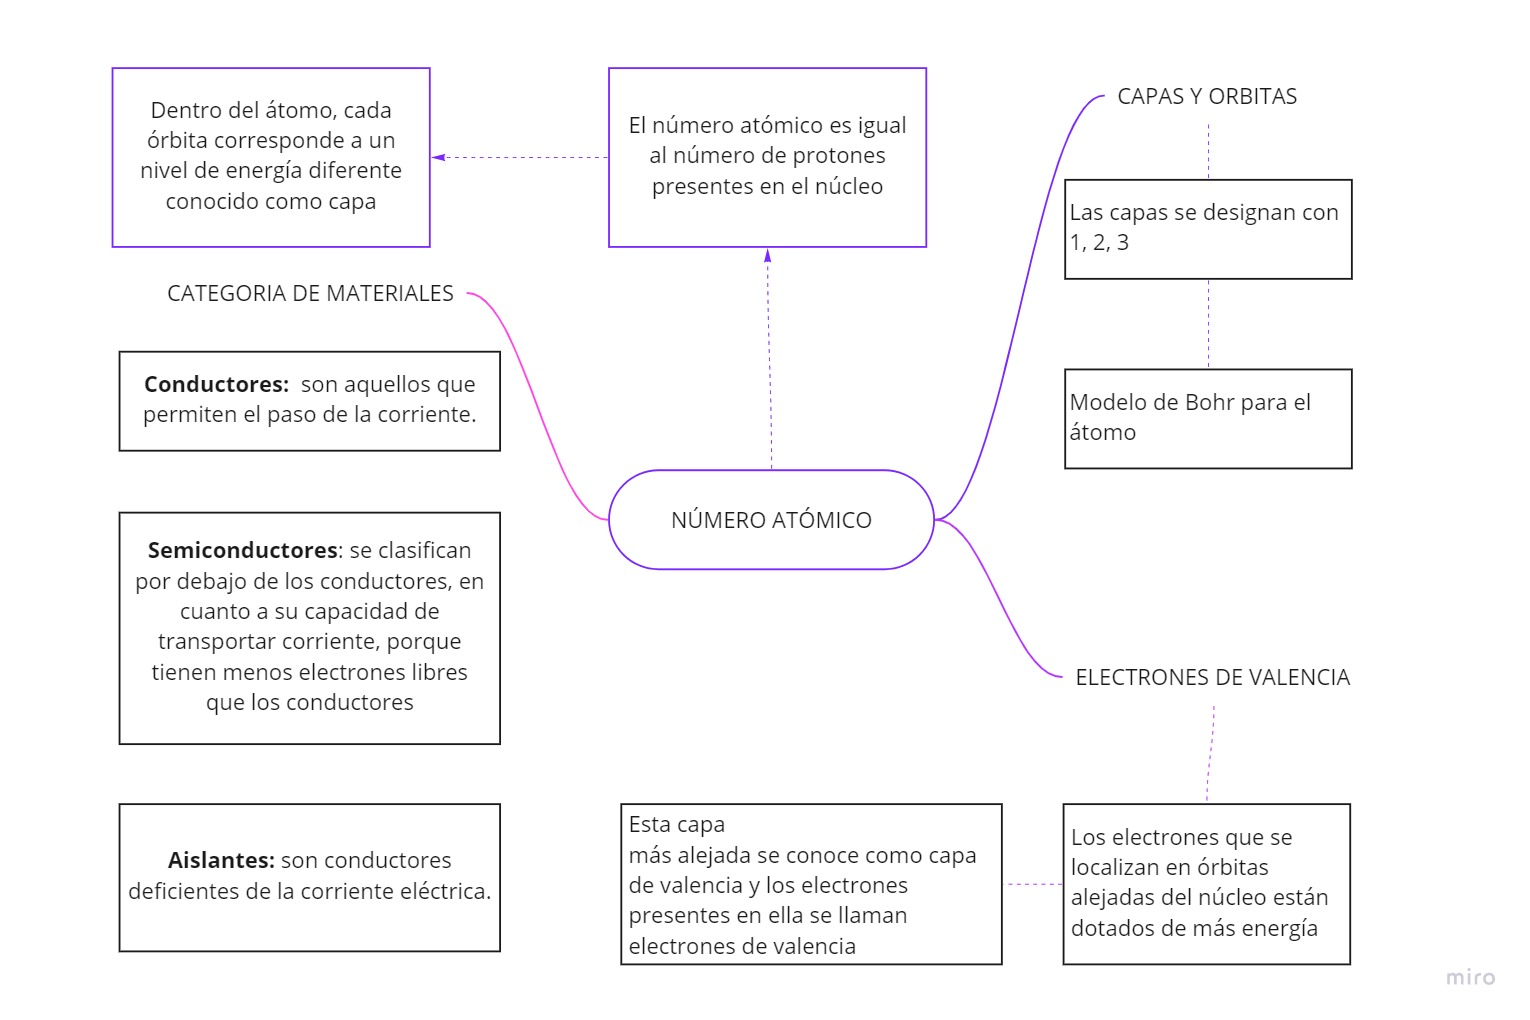 Dentro del átomo, cada
órbita corresponde a un
nivel de energía diferente
conocido como capa
El número atómico es igual
al número de protones
presentes en el núcleo
CAPAS Y ORBITAS
Las capas se designan con
1, 2, 3
Modelo de Bohr para el
átomo
CATEGORIA DE MATERIALES
Conductores: son aquellos que
permiten el paso de la corriente.
Semiconductores: se clasifican
por debajo de los conductores, en
cuanto a su capacidad de
transportar corriente, porque
tienen menos electrones libres
que los conductores
Aislantes: son conductores
deficientes de la corriente eléctrica.
NÚMERO ATÓMICO
ELECTRONES DE VALENCIA
Los electrones que se
localizan en órbitas
alejadas del núcleo están
dotados de más energía
Esta capa
más alejada se conoce como capa
de valencia y los electrones
presentes en ella se llaman
electrones de valencia
miro